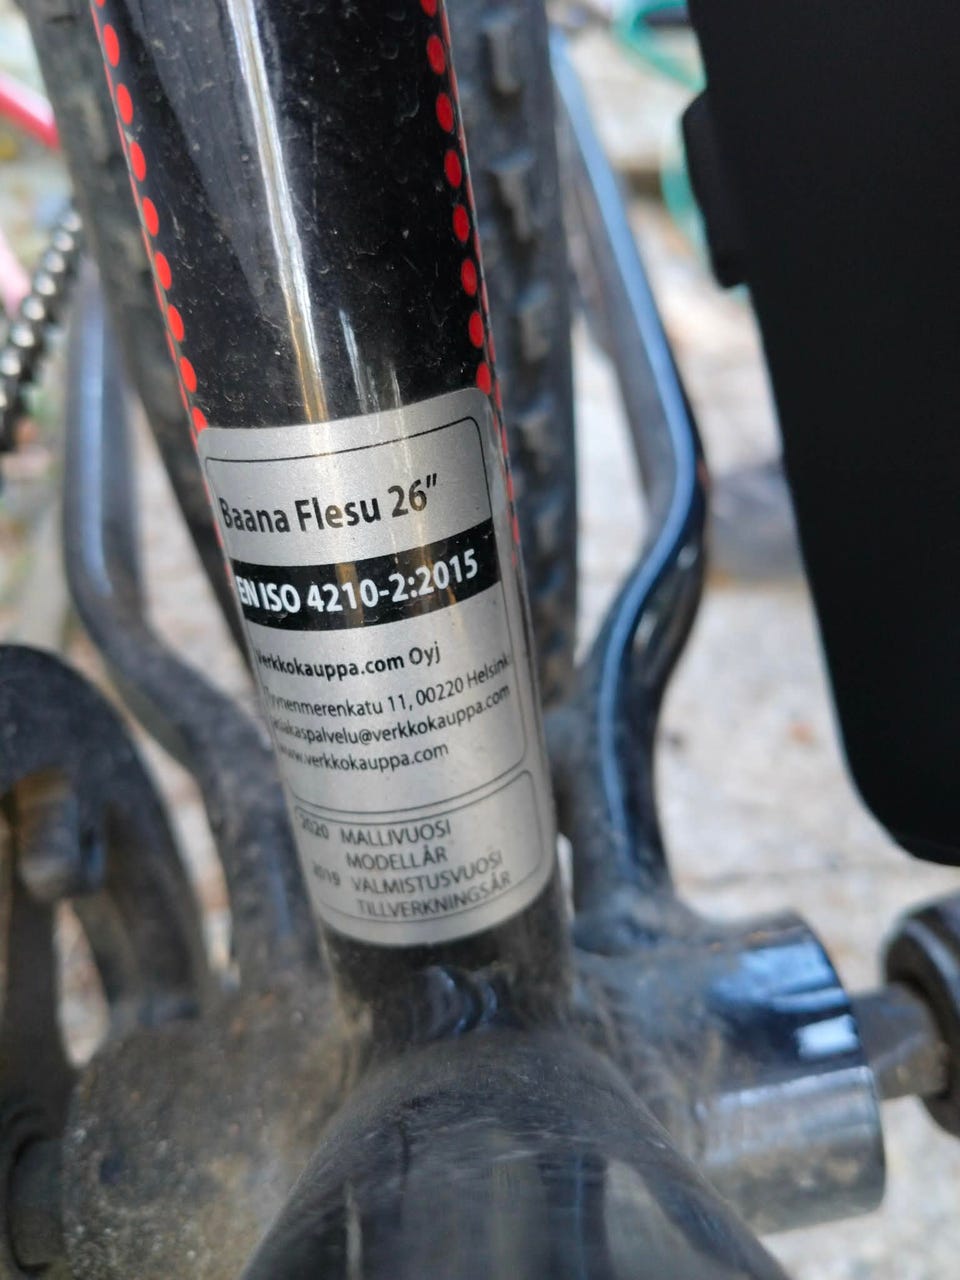 Baana Flesu 26"
EN ISO 4210-2:2015
verkkokauppa.com Oyj
Tyynenmerenkatu 11, 00220 Helsinki
asiakaspalvelu@verkkokauppa.com
www.verkkokauppa.com
2020 MALLIVUOSI
MODELLÅR
2019 VALMISTUSVUOSI
TILLVERKNINGSÅR